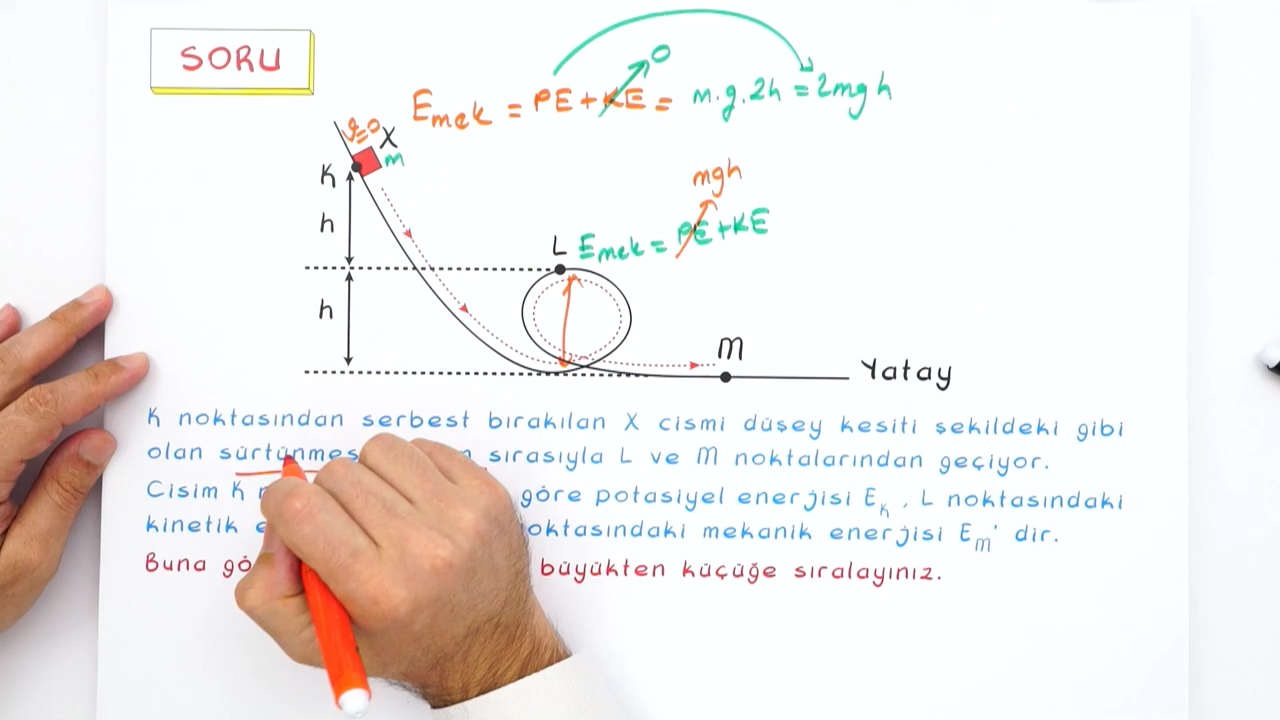 SORU
Emek = PE + KE = m.g.2h = 2mgh
0
ϑ=0
X
m
K
h
mgh
L
Emek = PE + KE
h
M
Yatay
K noktasından serbest bırakılan X cismi düşey kesiti şekildeki gibi
olan sırasıyla L ve M noktalarından geçiyor.
Cisim K göre potasiyel enerjisi EK , L noktasındaki
kinetik noktasındaki mekanik enerjisi EM' dir.
Buna büyükten küçüğe sıralayınız.